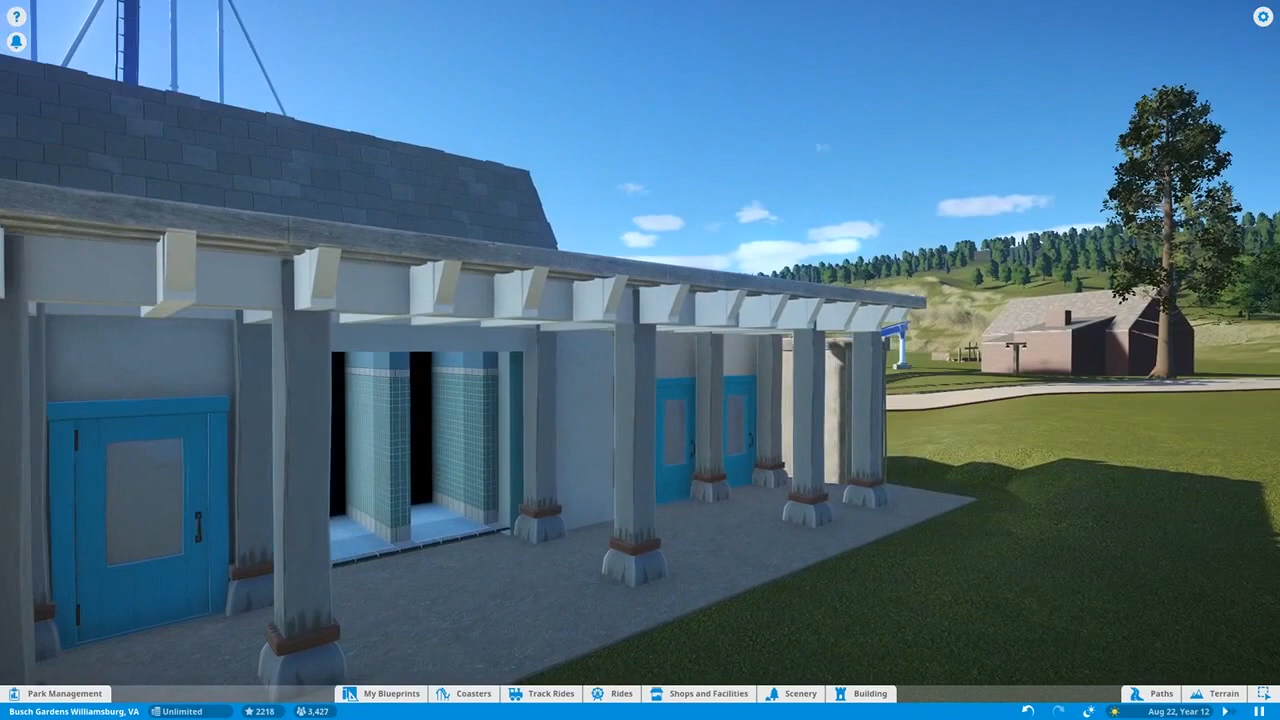 ?
Park Management
My Blueprints
Coasters
Track Rides
Rides
Shops and Facilities
Scenery
Building
Paths
Terrain
Busch Gardens Williamsburg, VA
Unlimited
2218
3,427
Aug 22, Year 12